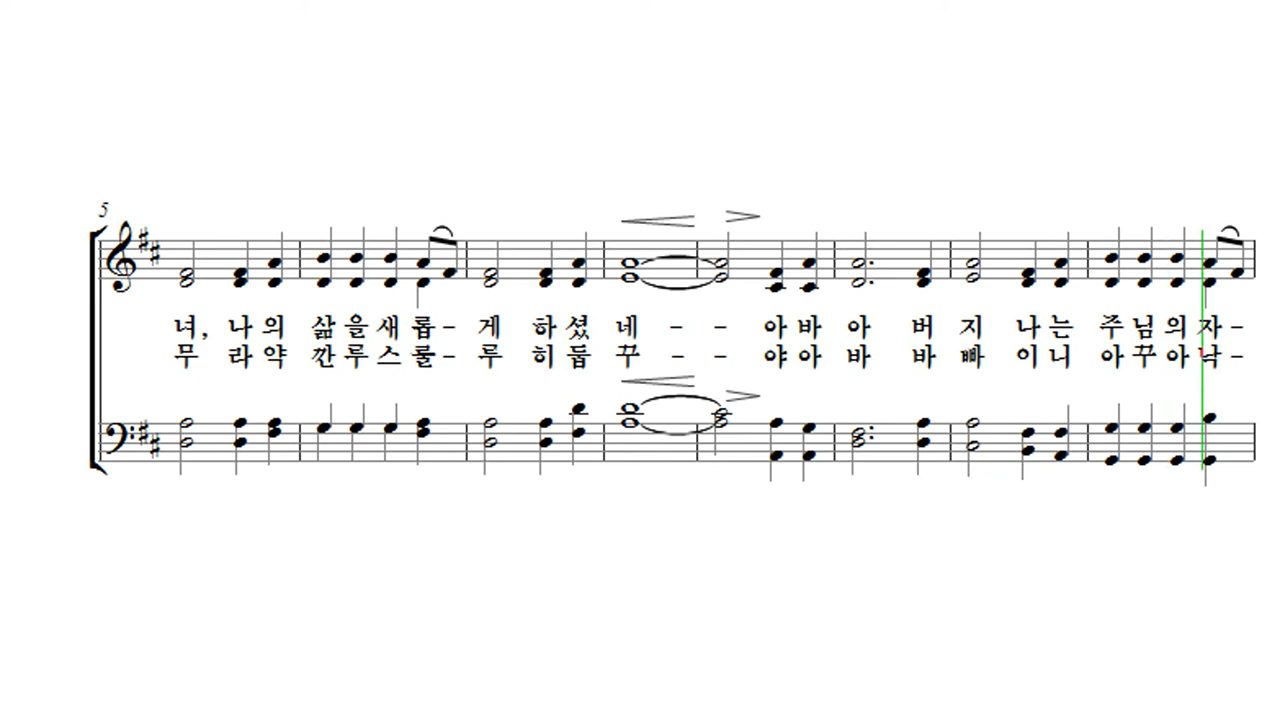 5
녀, 나 의 삶 을 새 롭 - 게 하 셨 네 - - 아 바 아 버 지 나 는 주 님 의 자 -
무 라 약 깐 루 스 룰 - 루 히 듭 꾸 - - 야 아 바 바 빠 이 니 아 꾸 아 낙 -